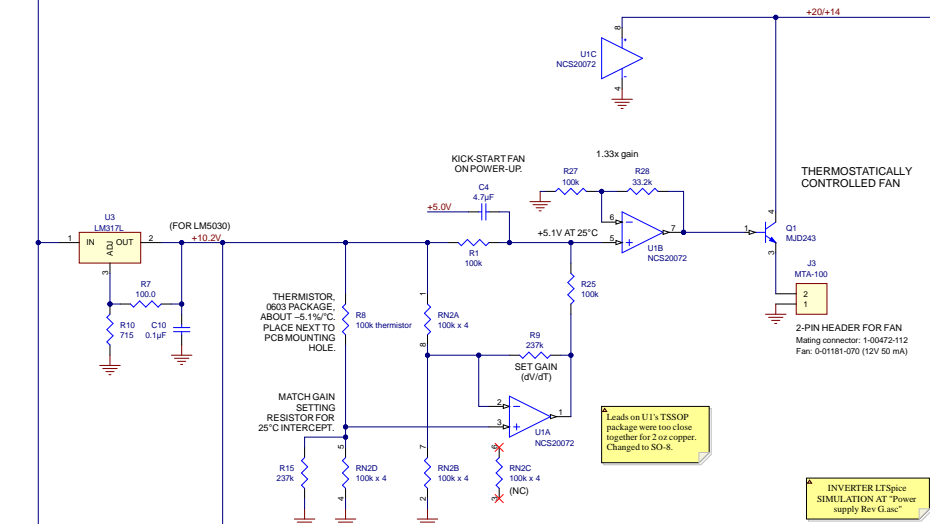 +20/+14
8
U1C
NCS20072
4
KICK-START FAN
ON POWER-UP.
1.33x gain
C4
4.7µF
+5.0V
R27
100k
R28
33.2k
THERMOSTATICALLY
CONTROLLED FAN
U3
LM317L
1
IN
OUT
ADJ
2
3
(FOR LM5030)
+10.2V
R1
100k
+5.1V AT 25°C
6
5
7
U1B
NCS20072
4
1
3
Q1
MJD243
J3
MTA-100
2
1
R7
100.0
R10
715
C10
0.1µF
THERMISTOR,
0603 PACKAGE,
ABOUT –5.1%/°C.
PLACE NEXT TO
PCB MOUNTING
HOLE.
R8
100k thermistor
1
RN2A
100k x 4
8
R25
100k
R9
237k
SET GAIN
(dV/dT)
2-PIN HEADER FOR FAN
Mating connector: 1-00472-112
Fan: 0-01181-070 (12V 50 mA)
MATCH GAIN
SETTING
RESISTOR FOR
25°C INTERCEPT.
2
3
1
U1A
NCS20072
Leads on U1's TSSOP
package were too close
together for 2 oz copper.
Changed to SO-8.
R15
237k
5
RN2D
100k x 4
4
7
RN2B
100k x 4
2
6
RN2C
100k x 4
3
(NC)
INVERTER LTSpice
SIMULATION AT "Power
supply Rev G.asc"